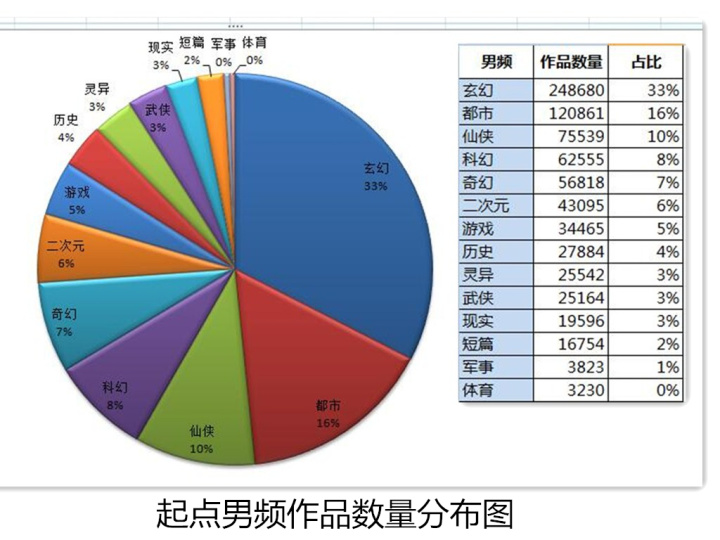 现实
3%
短篇
2%
军事
0%
体育
0%
灵异
3%
武侠
3%
历史
4%
玄幻
33%
游戏
5%
二次元
6%
奇幻
7%
科幻
8%
仙侠
10%
都市
16%
男频 作品数量 占比
玄幻 248680 33%
都市 120861 16%
仙侠 75539 10%
科幻 62555 8%
奇幻 56818 7%
二次元 43095 6%
游戏 34465 5%
历史 27884 4%
灵异 25542 3%
武侠 25164 3%
现实 19596 3%
短篇 16754 2%
军事 3823 1%
体育 3230 0%
起点男频作品数量分布图